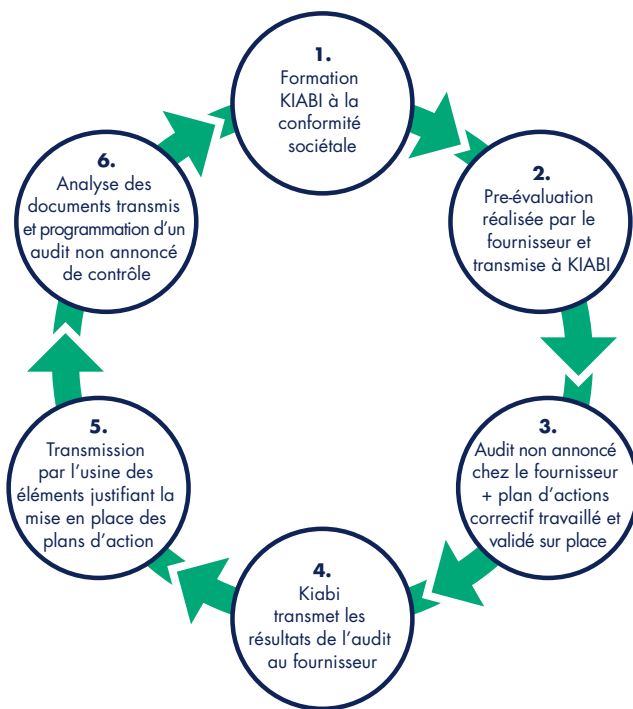 1.
Formation
KIABI à la
conformité
sociétale
2.
Pre-évaluation
réalisée par le
fournisseur et
transmise à KIABI
3.
Audit non annoncé
chez le fournisseur
+ plan d’actions
correctif travaillé et
validé sur place
4.
Kiabi
transmet les
résultats de l’audit
au fournisseur
5.
Transmission
par l’usine des
éléments justifiant la
mise en place des
plans d’action
6.
Analyse des
documents transmis
et programmation d’un
audit non annoncé
de contrôle